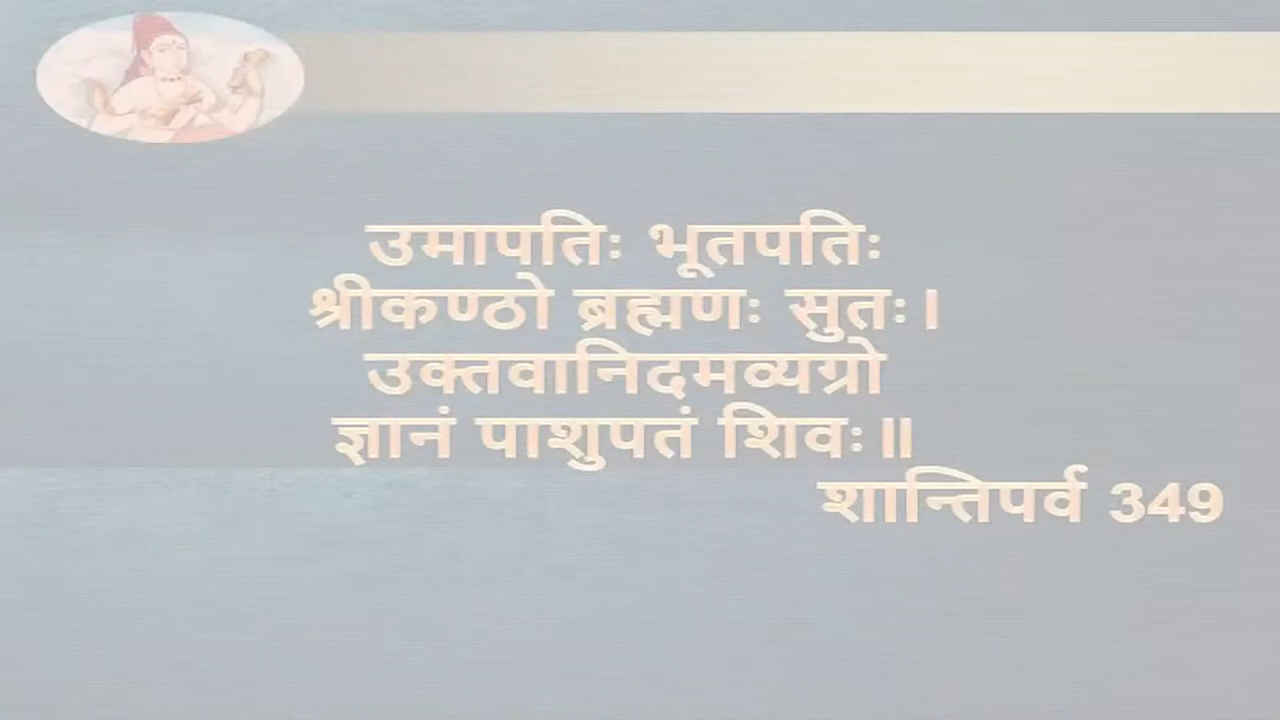 उमापतिः भूतपतिः
श्रीकण्ठो ब्रह्मणः सुतः।
उक्तवानिदमव्यग्रो
ज्ञानं पाशुपतं शिवः॥
शान्तिपर्व 349